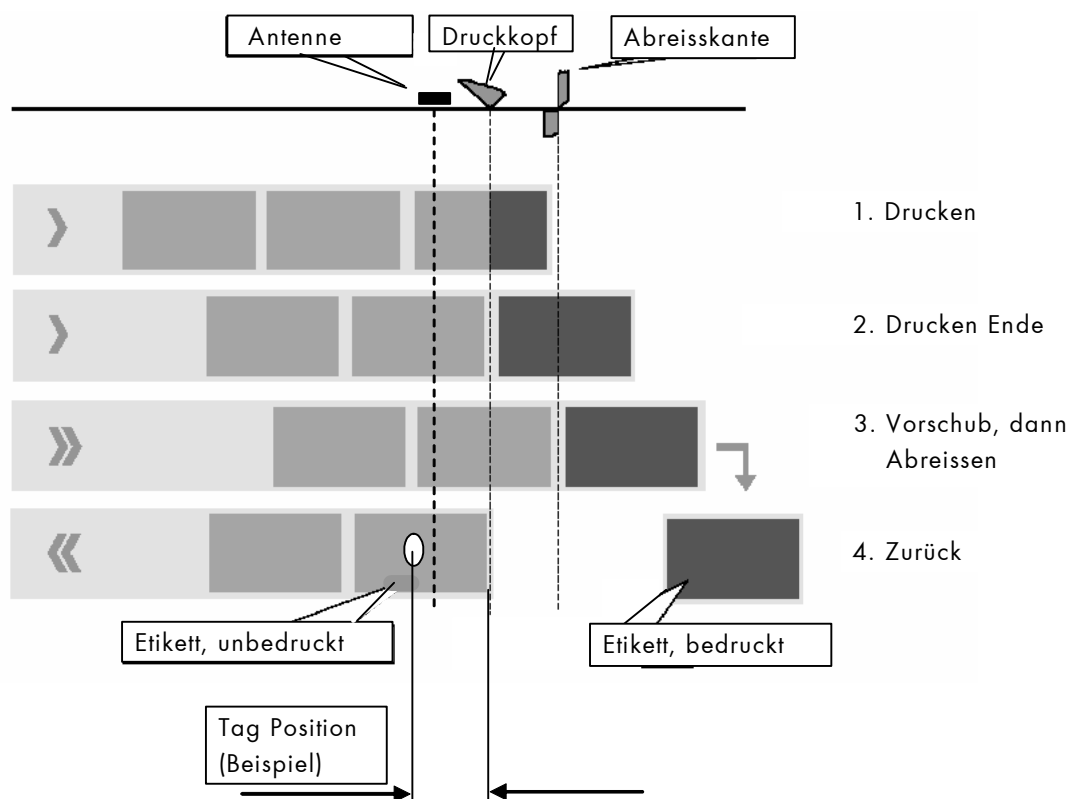 Antenne
Druckkopf
Abreisskante
1. Drucken
2. Drucken Ende
3. Vorschub, dann
Abreissen
4. Zurück
Etikett, unbedruckt
Etikett, bedruckt
Tag Position
(Beispiel)